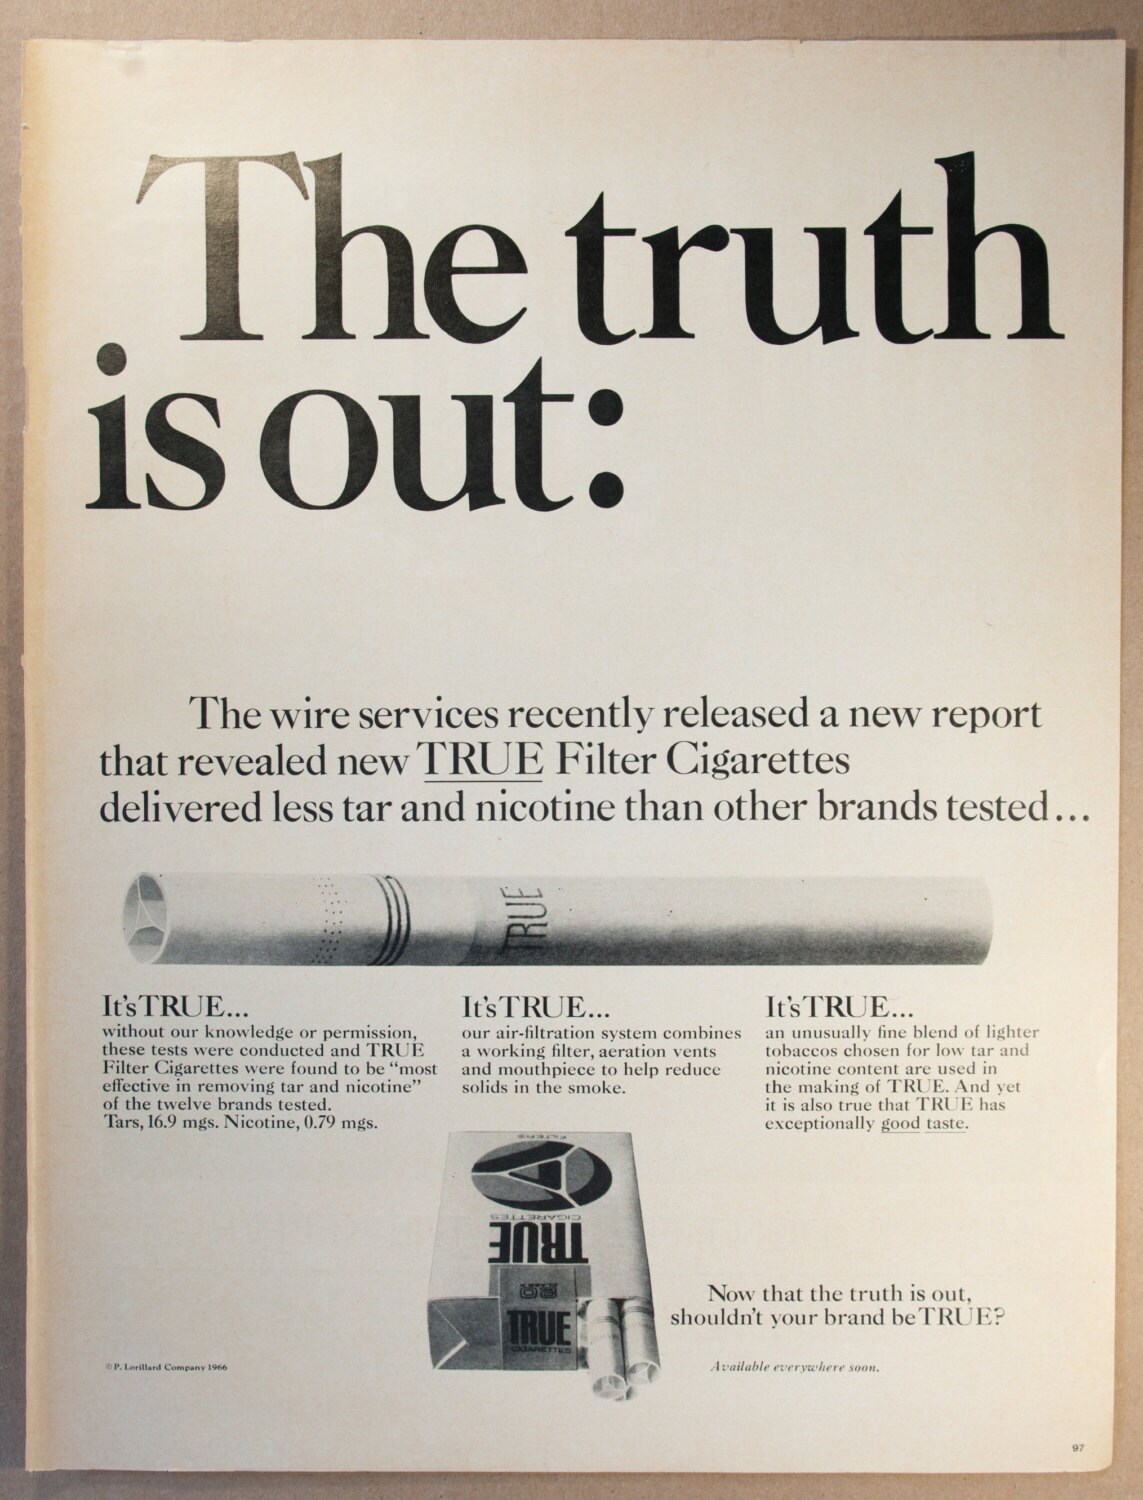 The truth
is out:
The wire services recently released a new report
that revealed new TRUE Filter Cigarettes
delivered less tar and nicotine than other brands tested...
TRUE
It's TRUE...
without our knowledge or permission,
these tests were conducted and TRUE
Filter Cigarettes were found to be “most
effective in removing tar and nicotine”
of the twelve brands tested.
Tars, 16.9 mgs. Nicotine, 0.79 mgs.
It's TRUE...
our air-filtration system combines
a working filter, aeration vents
and mouthpiece to help reduce
solids in the smoke.
It's TRUE...
an unusually fine blend of lighter
tobaccos chosen for low tar and
nicotine content are used in
the making of TRUE. And yet
it is also true that TRUE has
exceptionally good taste.
FILTERS
CIGARETTES
TRUE
TRUE
CIGARETTES
Now that the truth is out,
shouldn't your brand be TRUE?
© P. Lorillard Company 1966
Available everywhere soon.
97